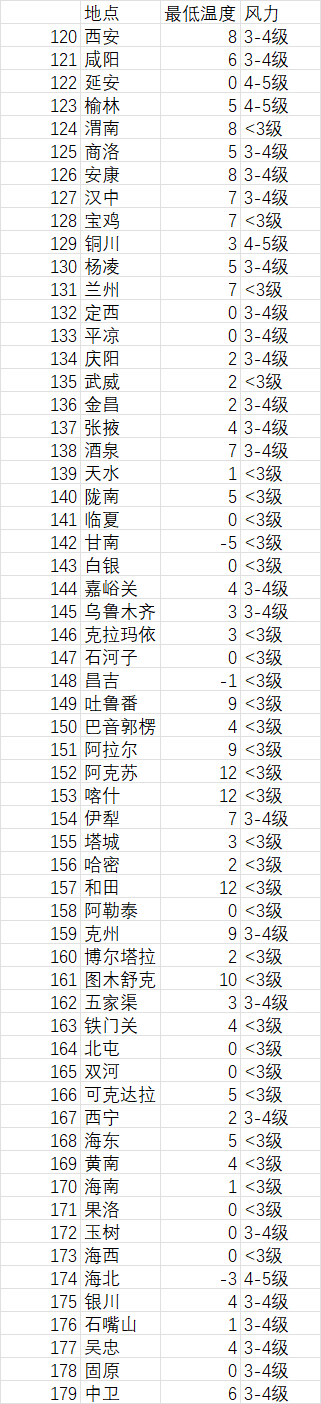 地点 最低温度 风力
120 西安 8 3-4级
121 咸阳 6 3-4级
122 延安 0 4-5级
123 榆林 5 4-5级
124 渭南 8 <3级
125 商洛 5 3-4级
126 安康 8 3-4级
127 汉中 7 3-4级
128 宝鸡 7 <3级
129 铜川 3 4-5级
130 杨凌 5 3-4级
131 兰州 7 <3级
132 定西 0 3-4级
133 平凉 0 3-4级
134 庆阳 2 3-4级
135 武威 2 <3级
136 金昌 2 3-4级
137 张掖 4 3-4级
138 酒泉 7 3-4级
139 天水 1 <3级
140 陇南 5 <3级
141 临夏 0 <3级
142 甘南 -5 <3级
143 白银 0 <3级
144 嘉峪关 4 3-4级
145 乌鲁木齐 3 3-4级
146 克拉玛依 3 <3级
147 石河子 0 <3级
148 昌吉 -1 <3级
149 吐鲁番 9 <3级
150 巴音郭楞 4 <3级
151 阿拉尔 9 <3级
152 阿克苏 12 <3级
153 喀什 12 <3级
154 伊犁 7 3-4级
155 塔城 3 <3级
156 哈密 2 <3级
157 和田 12 <3级
158 阿勒泰 0 <3级
159 克州 9 3-4级
160 博尔塔拉 2 <3级
161 图木舒克 10 <3级
162 五家渠 3 3-4级
163 铁门关 4 <3级
164 北屯 0 <3级
165 双河 0 <3级
166 可克达拉 5 <3级
167 西宁 2 3-4级
168 海东 5 <3级
169 黄南 4 <3级
170 海南 1 <3级
171 果洛 0 <3级
172 玉树 0 3-4级
173 海西 0 <3级
174 海北 -3 4-5级
175 银川 4 3-4级
176 石嘴山 1 3-4级
177 吴忠 4 3-4级
178 固原 0 3-4级
179 中卫 6 3-4级